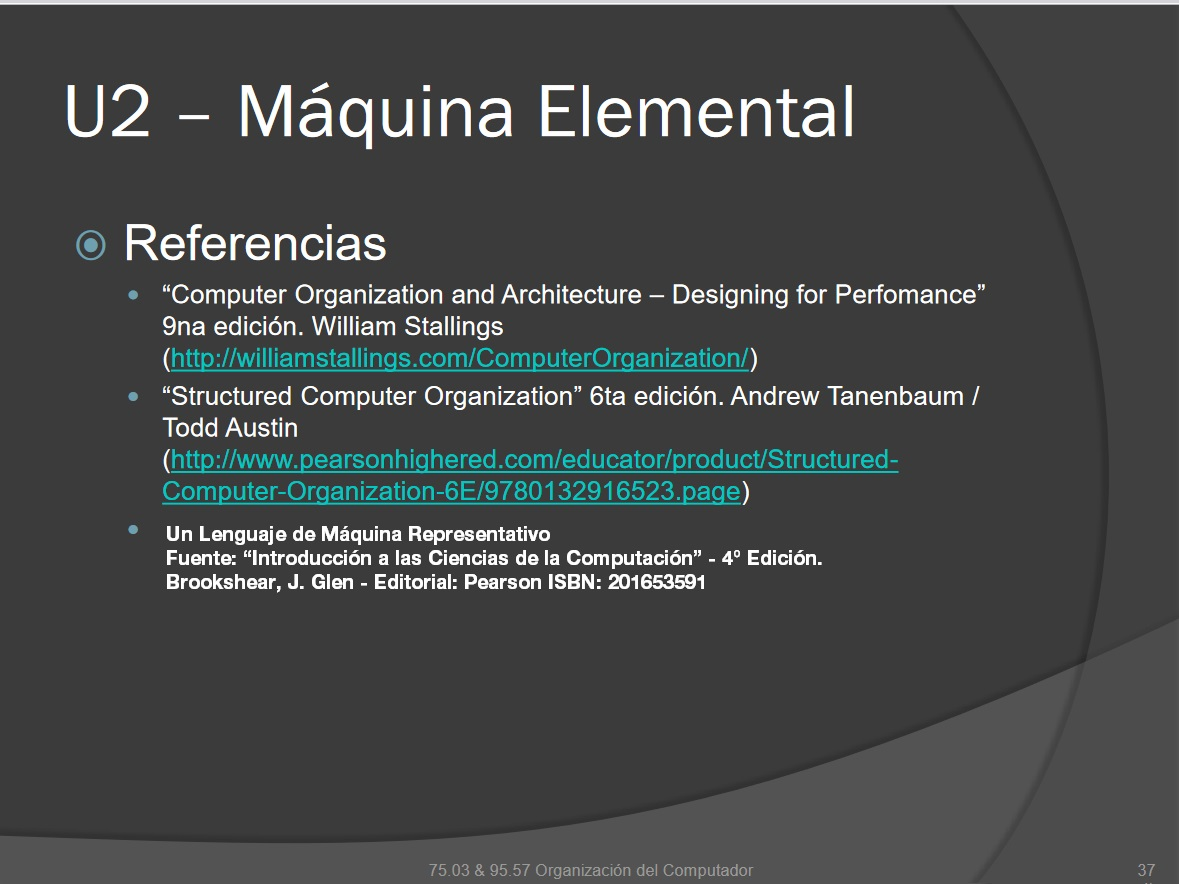 U2 – Máquina Elemental
Referencias
“Computer Organization and Architecture – Designing for Perfomance”
9na edición. William Stallings
(http://williamstallings.com/ComputerOrganization/)
“Structured Computer Organization” 6ta edición. Andrew Tanenbaum /
Todd Austin
(http://www.pearsonhighered.com/educator/product/Structured-
Computer-Organization-6E/9780132916523.page)
Un Lenguaje de Máquina Representativo
Fuente: “Introducción a las Ciencias de la Computación” - 4º Edición.
Brookshear, J. Glen - Editorial: Pearson ISBN: 201653591
75.03 & 95.57 Organización del Computador
37